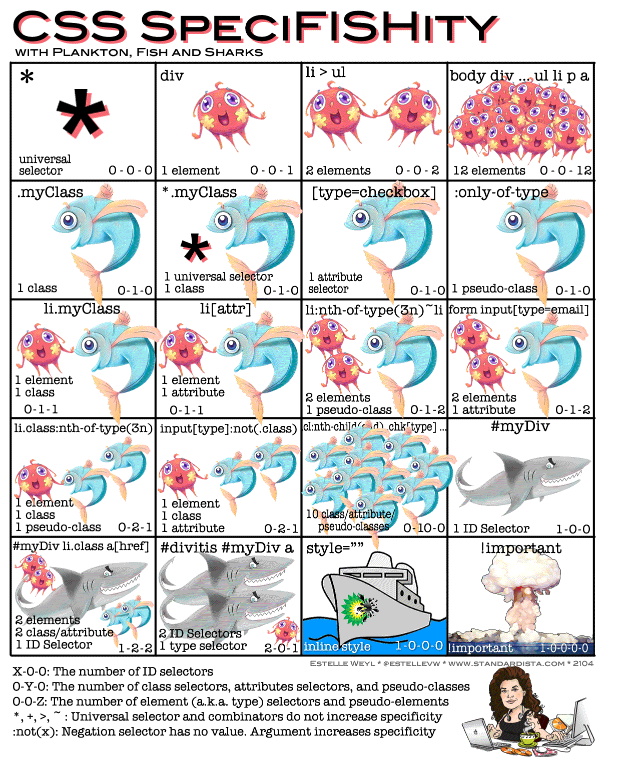 CSS SpeciFISHity
with Plankton, Fish and Sharks
*
*
universal
selector
0-0-0
div
1 element
0-0-1
li > ul
2 elements
0-0-2
body div ... ul li p a
12 elements
0-0-12
.myClass
1 class
0-1-0
*.myClass
*
1 universal selector
1 class
0-1-0
[type=checkbox]
1 attribute
selector
0-1-0
:only-of-type
1 pseudo-class
0-1-0
li.myClass
1 element
1 class
0-1-1
li[attr]
1 element
1 attribute
0-1-1
li:nth-of-type(3n)~li
2 elements
1 pseudo-class
0-1-2
form input[type=email]
2 elements
1 attribute
0-1-2
li.class:nth-of-type(3n)
1 element
1 class
1 pseudo-class
0-2-1
input[type]:not(.class)
1 element
1 class
1 attribute
0-2-1
.chk[type] ...
10 class/attribute/
pseudo-classes
0-10-0
#myDiv
1 ID Selector
1-0-0
#myDiv li.class a[href]
2 elements
2 class/attribute
1 ID Selector
1-2-2
#divitis #myDiv a
2 ID Selectors
1 type selector
2-0-1
style=""
BP
inline style
1-0-0-0
!important
!important
1-0-0-0-0
Estelle Weyl * @estellevw * www.standardista.com * 2104
X-0-0: The number of ID selectors
0-Y-0: The number of class selectors, attributes selectors, and pseudo-classes
0-0-Z: The number of element (a.k.a. type) selectors and pseudo-elements
*, +, >, ~ : Universal selector and combinators do not increase specificity
:not(x): Negation selector has no value. Argument increases specificity